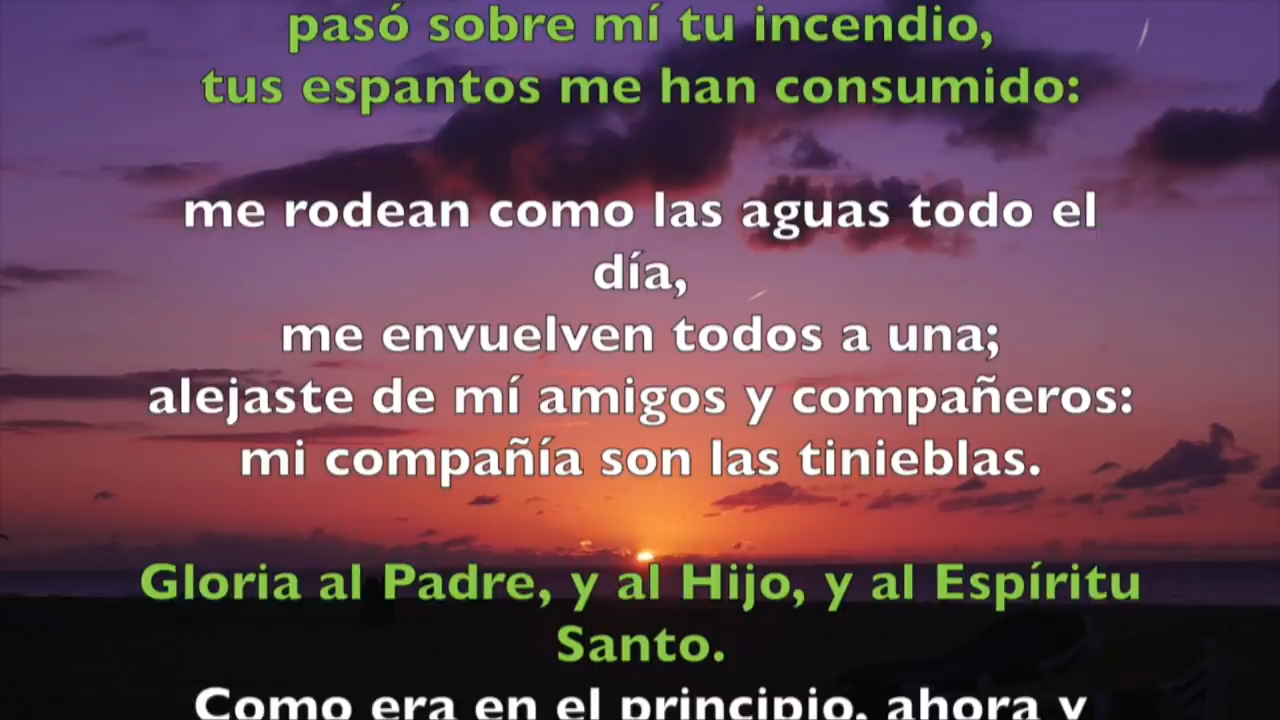 pasó sobre mí tu incendio,
tus espantos me han consumido:
me rodean como las aguas todo el
día,
me envuelven todos a una;
alejaste de mí amigos y compañeros:
mi compañía son las tinieblas.
Gloria al Padre, y al Hijo, y al Espíritu
Santo.
Como era en el principio, ahora y